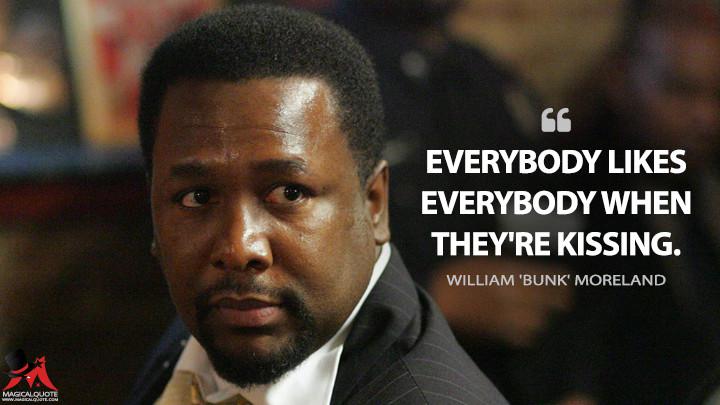 ❝
EVERYBODY LIKES
EVERYBODY WHEN
THEY'RE KISSING.
WILLIAM 'BUNK' MORELAND
MAGICALQUOTE
WWW.MAGICALQUOTE.COM